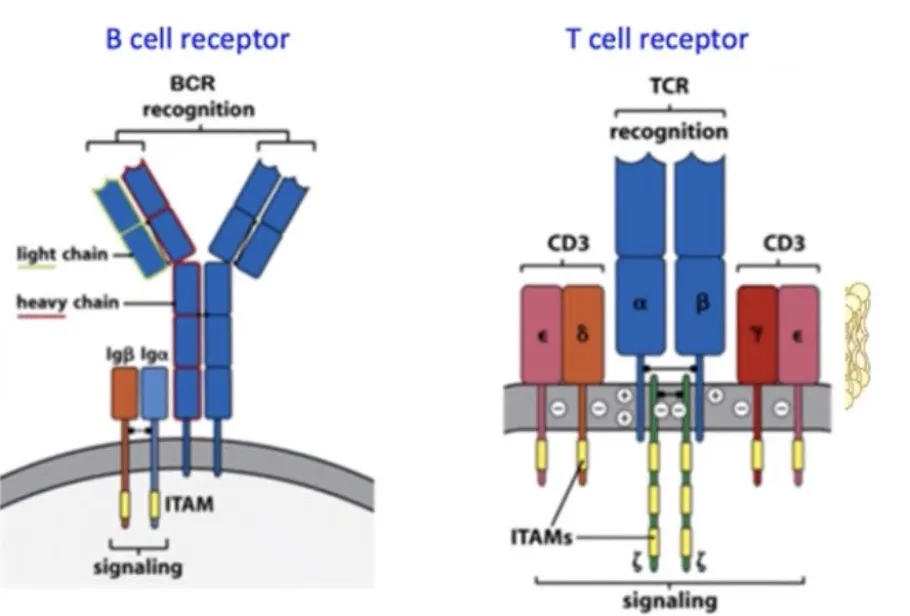 B cell receptor
BCR
recognition
light chain
heavy chain
Igβ Igα
ITAM
signaling
T cell receptor
TCR
recognition
CD3
CD3
ε
δ
α
β
γ
ε
+
+
+
−
−
−
−
−
−
ITAMs
ζ
ζ
signaling